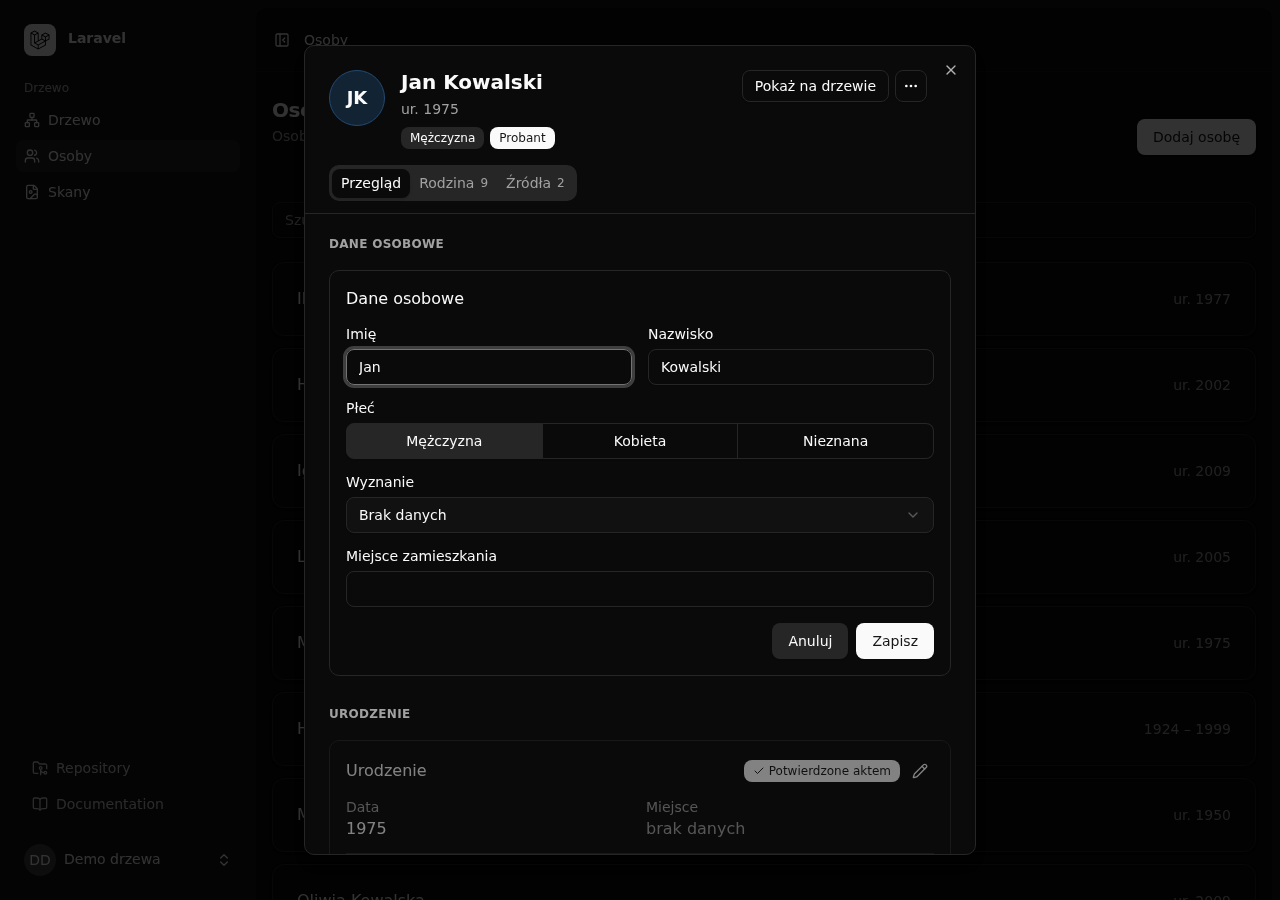 Laravel
Osoby
Drzewo
Drzewo
Osoby
Skany
Dodaj osobę
JK
Jan Kowalski
ur. 1975
Mężczyzna
Probant
Pokaż na drzewie
Przegląd
Rodzina 9
Źródła 2
DANE OSOBOWE
Dane osobowe
Imię
Nazwisko
Jan
Kowalski
Płeć
Mężczyzna
Kobieta
Nieznana
Wyznanie
Brak danych
Miejsce zamieszkania
Anuluj
Zapisz
URODZENIE
Urodzenie
Potwierdzone aktem
Data
Miejsce
1975
brak danych
ur. 1977
ur. 2002
ur. 2009
ur. 2005
ur. 1975
1924 – 1999
ur. 1950
Oliwia Kowalska
Repository
Documentation
DD
Demo drzewa